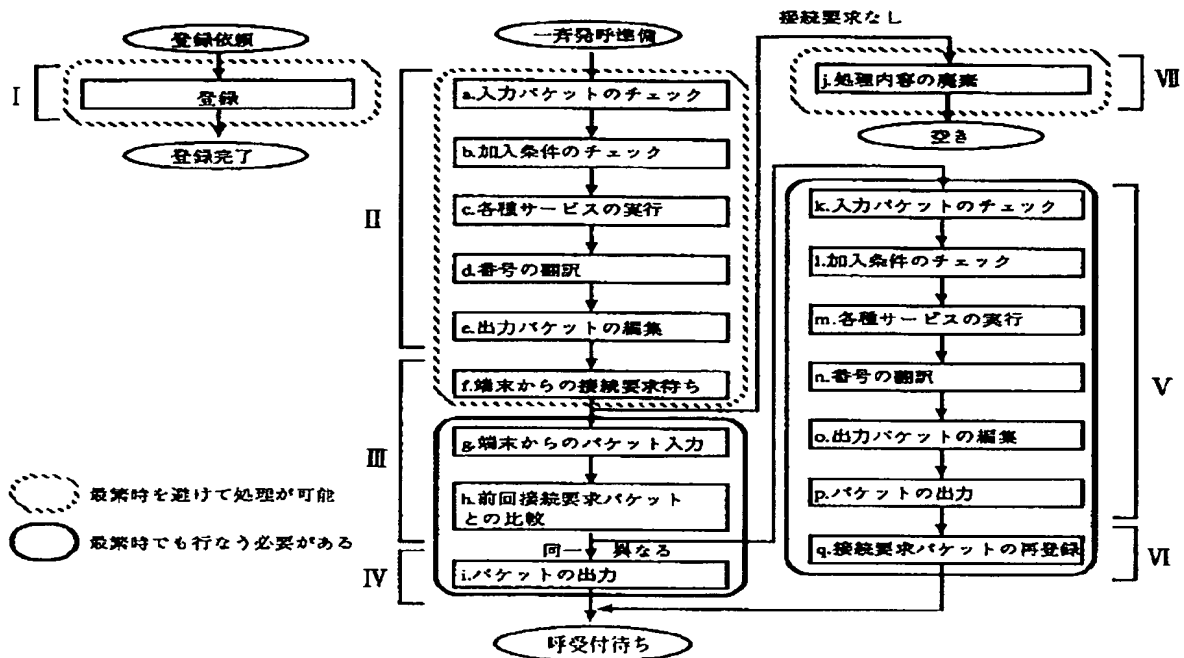 登録依頼
I
登録
登録完了
一斉発呼準備
II
a.入力パケットのチェック
b.加入条件のチェック
c.各種サービスの実行
d.番号の翻訳
e.出力パケットの編集
f.端末からの接続要求待ち
III
g.端末からのパケット入力
h.前回接続要求パケット
との比較
同一
異なる
IV
i.パケットの出力
呼受付待ち
接続要求なし
j.処理内容の廃棄
VII
空き
k.入力パケットのチェック
l.加入条件のチェック
m.各種サービスの実行
n.番号の翻訳
o.出力パケットの編集
p.パケットの出力
V
q.接続要求パケットの再登録
VI
最繁時を避けて処理が可能
最繁時でも行なう必要がある